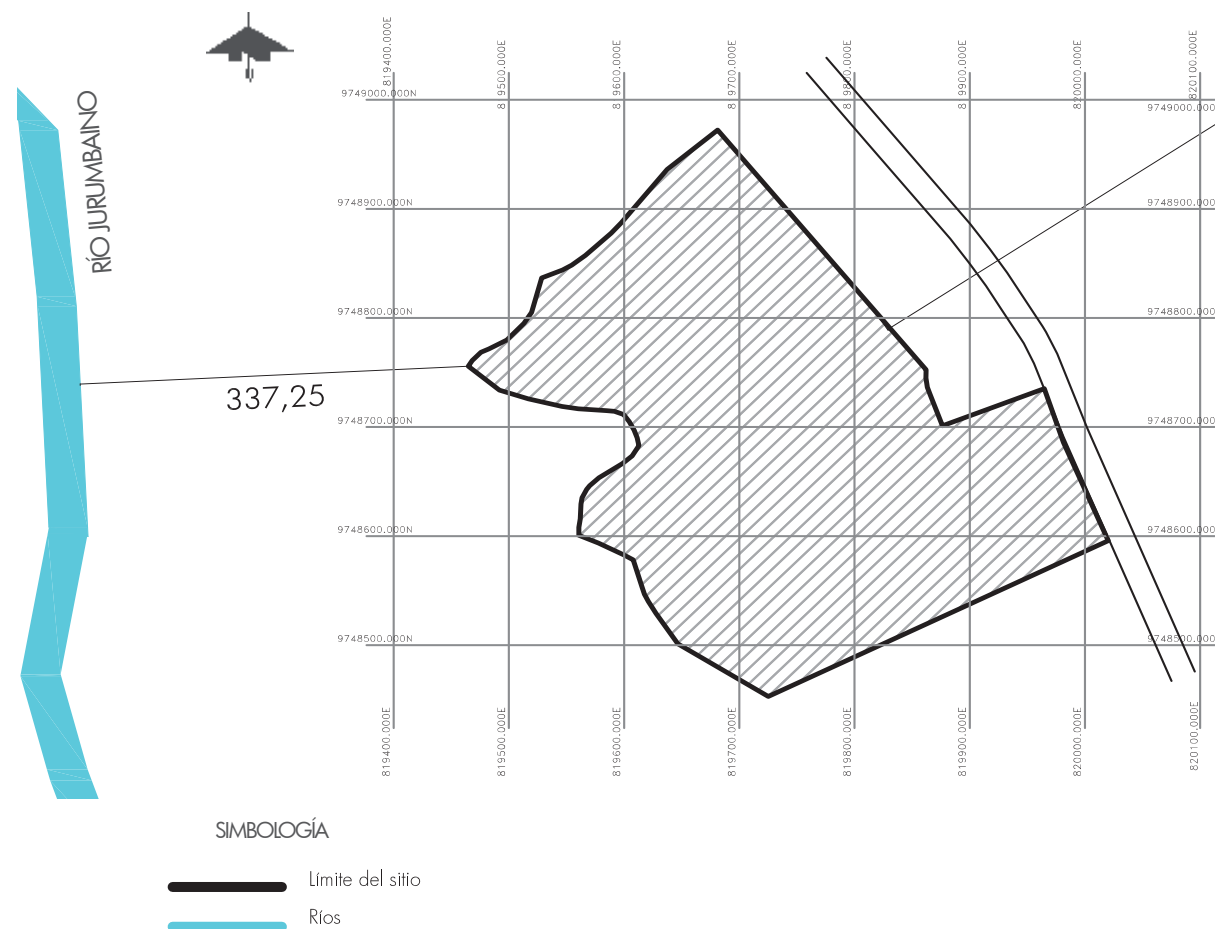 819400.000E
819500.000E
819600.000E
819700.000E
819800.000E
819900.000E
820000.000E
820100.000E
9749000.000N
9749000.000
RÍO JURUMBAINO
9748900.000N
9748900.000
9748800.000N
9748800.000
337,25
9748700.000N
9748700.000
9748600.000N
9748600.000
9748500.000N
9748500.000
819400.000E
819500.000E
819600.000E
819700.000E
819800.000E
819900.000E
820000.000E
820100.000E
SIMBOLOGÍA
Límite del sitio
Ríos